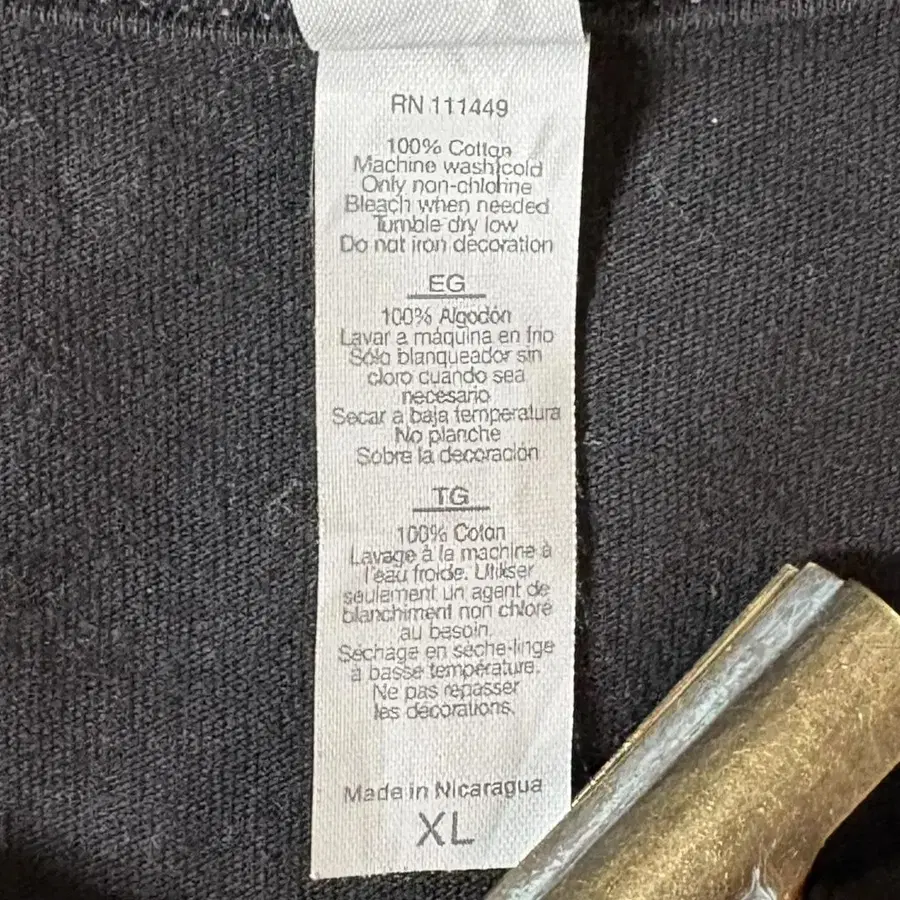 RN 111449
100% Cotton
Machine wash cold
Only non-chlorine
Bleach when needed
Tumble dry low
Do not iron decoration
EG
100% Algodón
Lavar a máquina en frio
Sólo blanqueador sin
cloro cuando sea
necesario
Secar a baja temperatura
No planche
Sobre la decoración
TG
100% Coton
Lavage à la machine à
l'eau froide. Utiliser
seulement un agent de
blanchiment non chloré
au besoin.
Séchage en sèche-linge
à basse température.
Ne pas repasser
les décorations.
Made in Nicaragua
XL